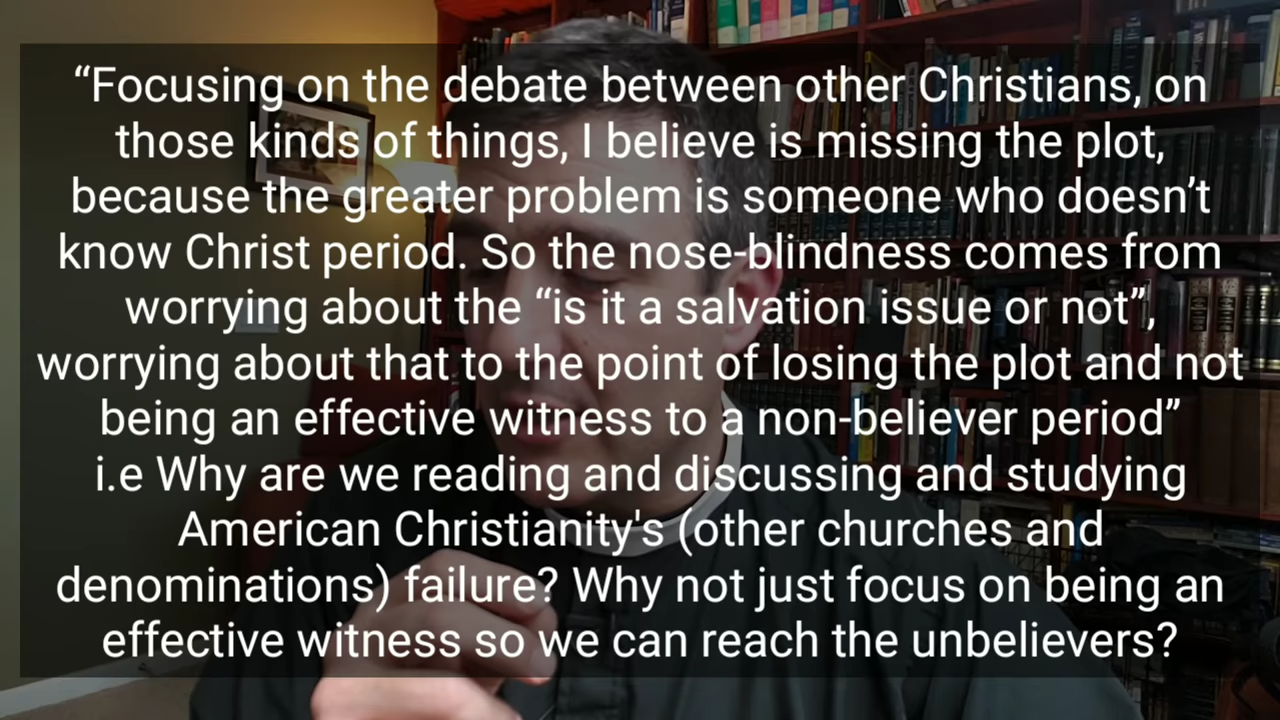 “Focusing on the debate between other Christians, on
those kinds of things, I believe is missing the plot,
because the greater problem is someone who doesn’t
know Christ period. So the nose-blindness comes from
worrying about the “is it a salvation issue or not”,
worrying about that to the point of losing the plot and not
being an effective witness to a non-believer period”
i.e Why are we reading and discussing and studying
American Christianity's (other churches and
denominations) failure? Why not just focus on being an
effective witness so we can reach the unbelievers?